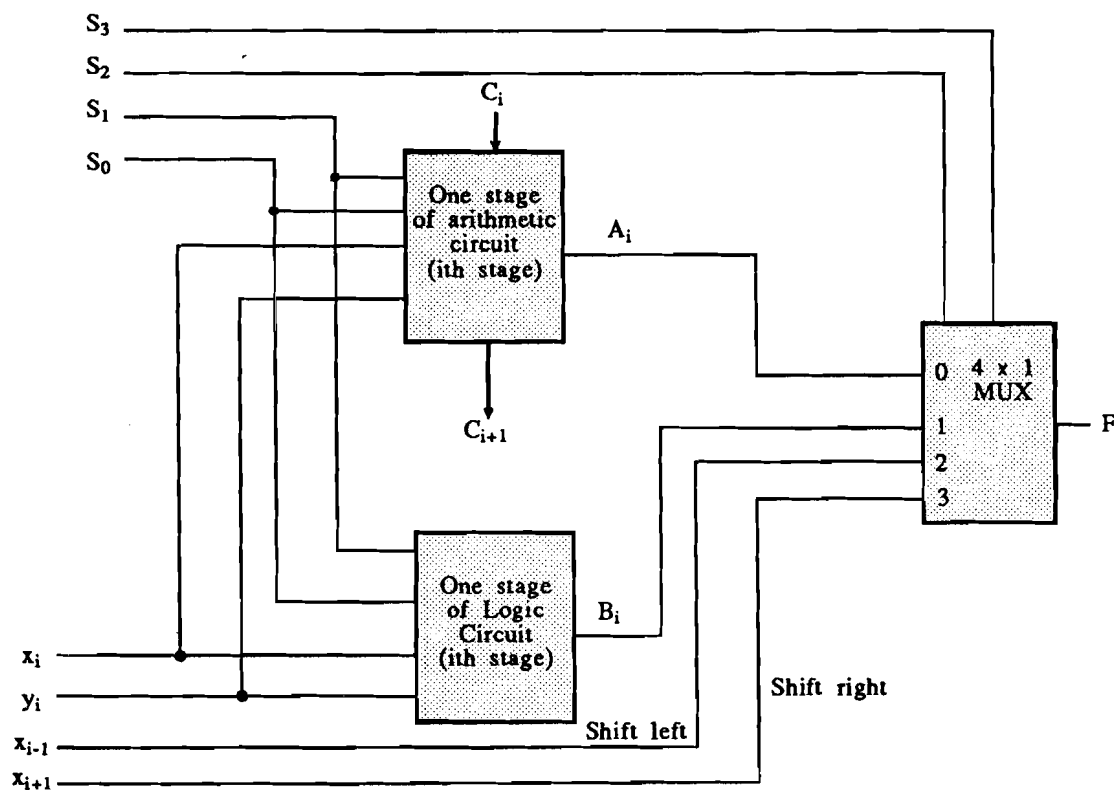 S₃
S₂
S₁
S₀
Cᵢ
One stage
of arithmetic
circuit
(ith stage)
Aᵢ
Cᵢ₊₁
0
4 x 1
MUX
1
2
3
F
One stage
of Logic
Circuit
(ith stage)
Bᵢ
xᵢ
yᵢ
Shift right
Shift left
xᵢ₋₁
xᵢ₊₁